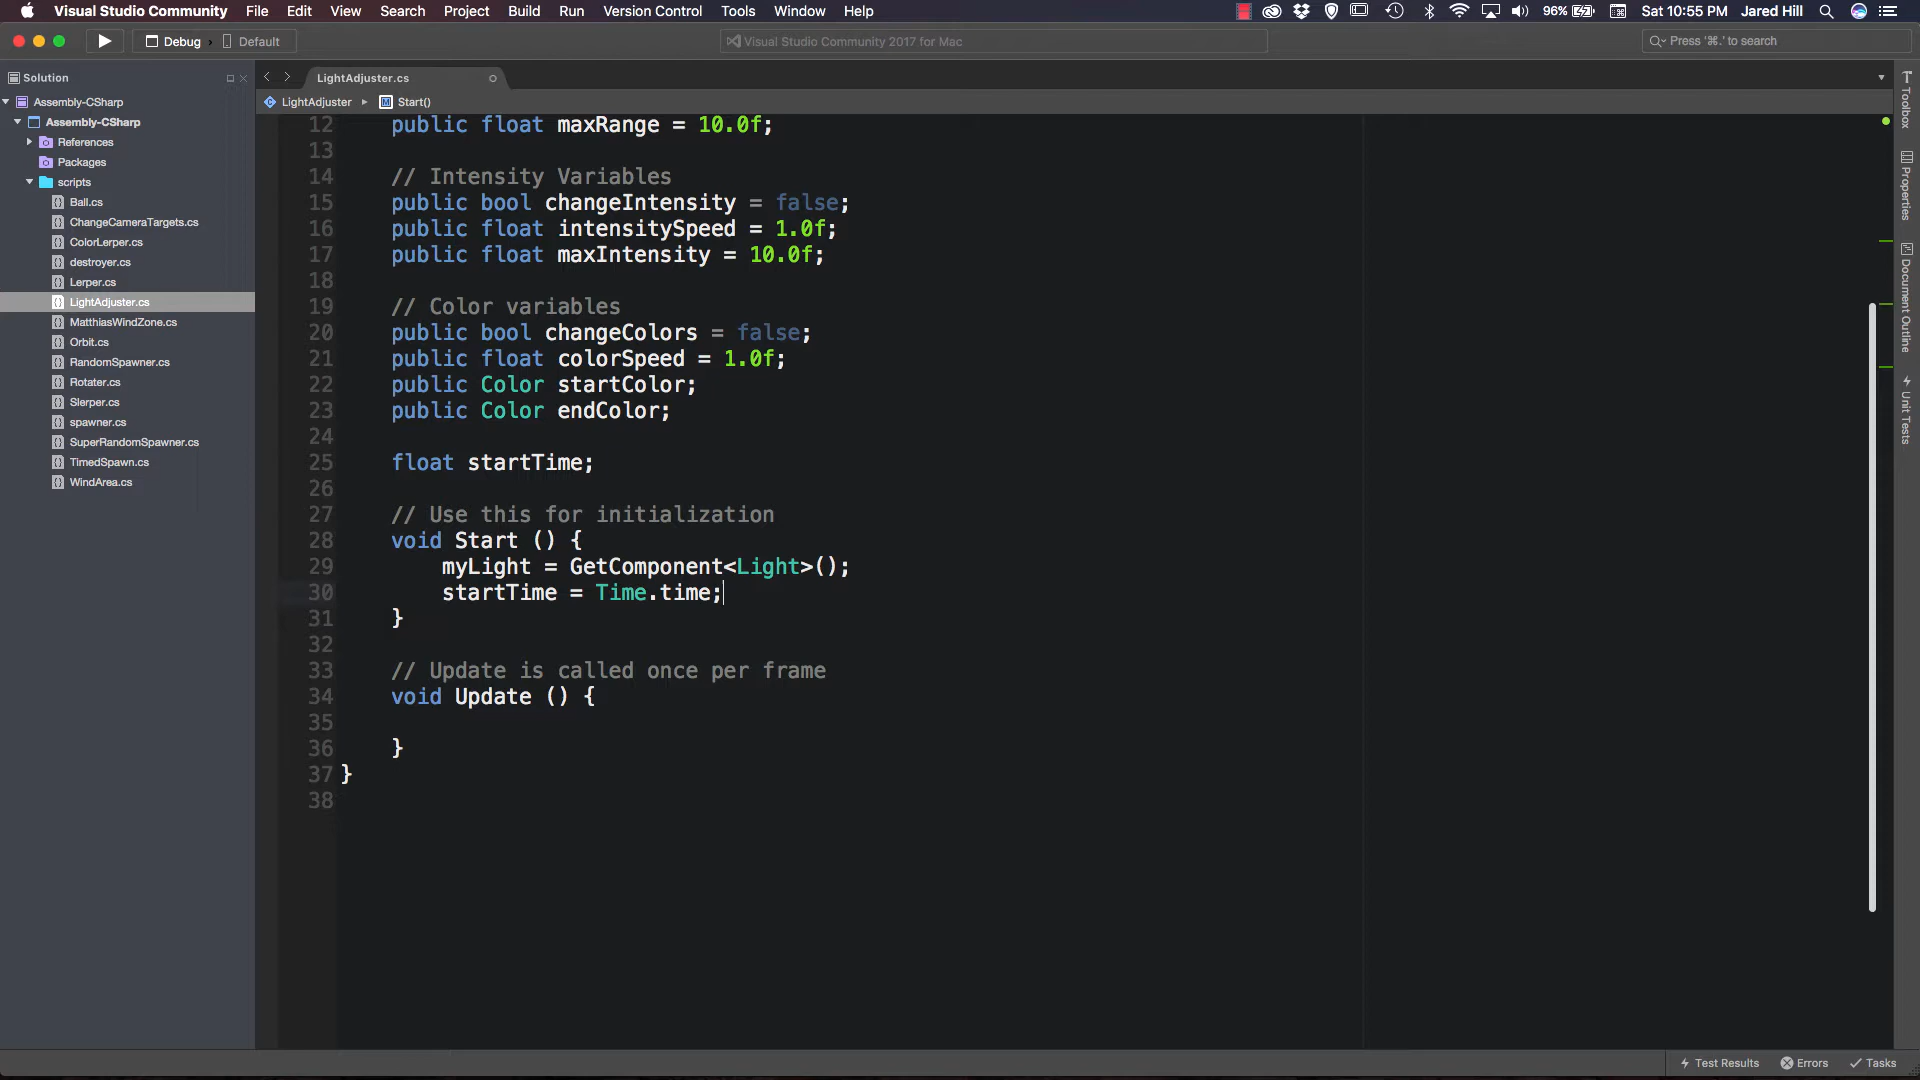 Visual Studio Community File Edit View Search Project Build Run Version Control Tools Window Help 96% Sat 10:55 PM Jared Hill
Debug Default Visual Studio Community 2017 for Mac Press '⌘.' to search
Solution LightAdjuster.cs
LightAdjuster Start()
Assembly-CSharp
Assembly-CSharp
References
Packages
scripts
Ball.cs
ChangeCameraTargets.cs
ColorLerper.cs
destroyer.cs
Lerper.cs
LightAdjuster.cs
MatthiasWindZone.cs
Orbit.cs
RandomSpawner.cs
Rotater.cs
Slerper.cs
spawner.cs
SuperRandomSpawner.cs
TimedSpawn.cs
WindArea.cs
12 public float maxRange = 10.0f;
13
14 // Intensity Variables
15 public bool changeIntensity = false;
16 public float intensitySpeed = 1.0f;
17 public float maxIntensity = 10.0f;
18
19 // Color variables
20 public bool changeColors = false;
21 public float colorSpeed = 1.0f;
22 public Color startColor;
23 public Color endColor;
24
25 float startTime;
26
27 // Use this for initialization
28 void Start () {
29 myLight = GetComponent<Light>();
30 startTime = Time.time;
31 }
32
33 // Update is called once per frame
34 void Update () {
35
36 }
37 }
38
Toolbox
Properties
Document Outline
Unit Tests
Test Results Errors Tasks